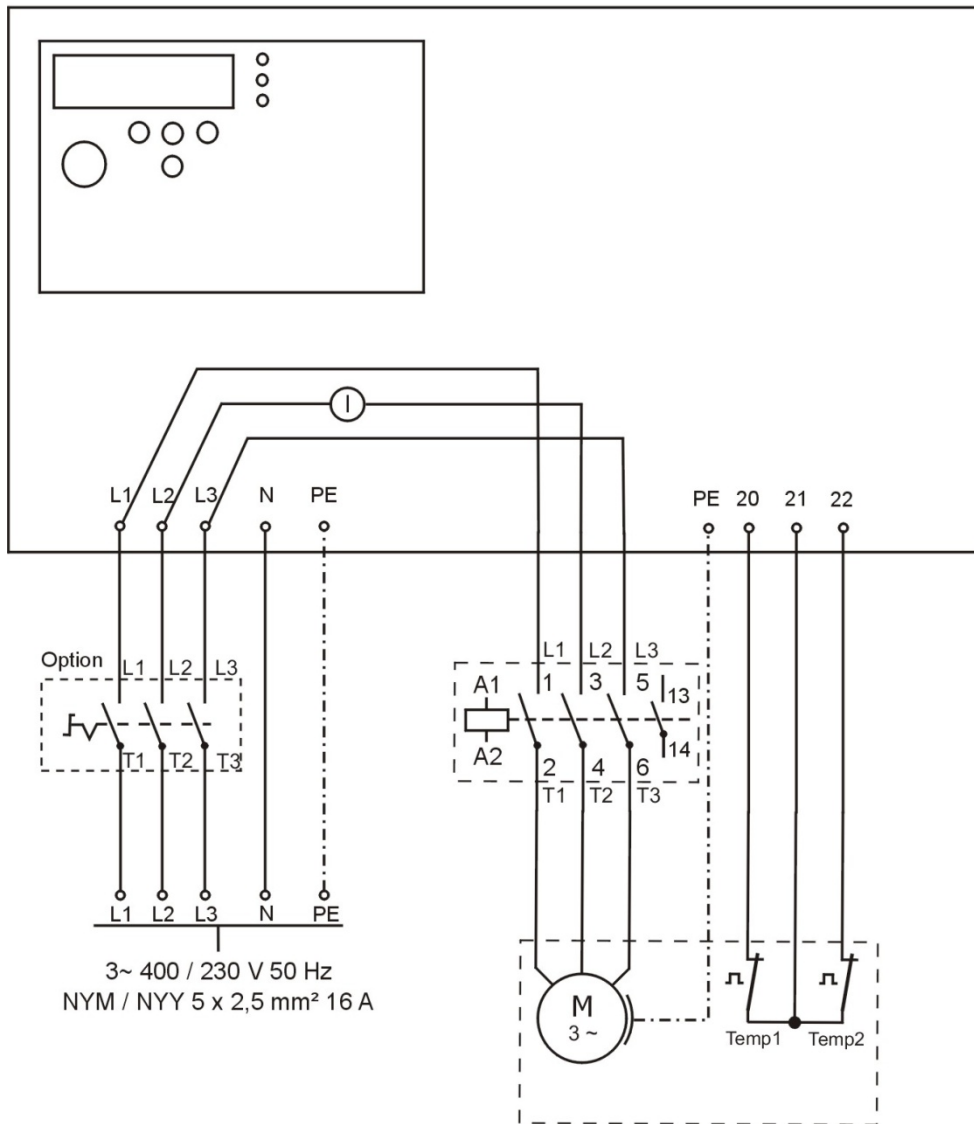 I
L1 L2 L3 N PE PE 20 21 22
Option L1 L2 L3
L1 L2 L3
A1 1 3 5 13
A2 2 4 6 14
T1 T2 T3
T1 T2 T3
L1 L2 L3 N PE
3~ 400 / 230 V 50 Hz
NYM / NYY 5 x 2,5 mm² 16 A
M
3 ~
Temp1 Temp2